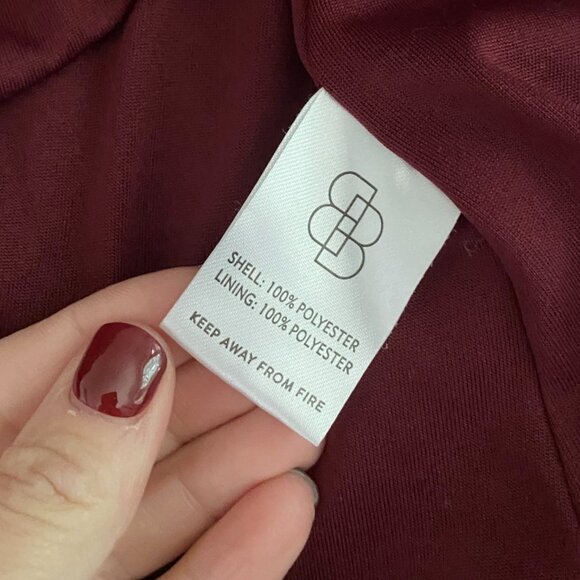 SHELL: 100% POLYESTER
LINING: 100% POLYESTER
KEEP AWAY FROM FIRE